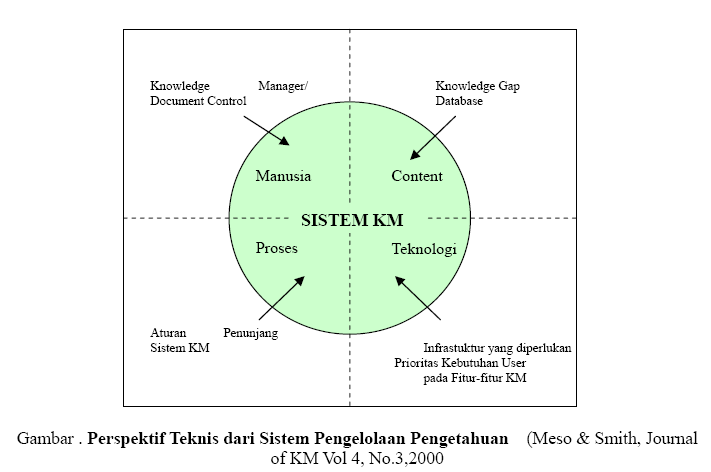 Knowledge Manager/
Document Control
Knowledge Gap
Database
Manusia
Content
SISTEM KM
Proses
Teknologi
Aturan Penunjang
Sistem KM
Infrastuktur yang diperlukan
Prioritas Kebutuhan User
pada Fitur-fitur KM
Gambar . Perspektif Teknis dari Sistem Pengelolaan Pengetahuan (Meso & Smith, Journal
of KM Vol 4, No.3,2000